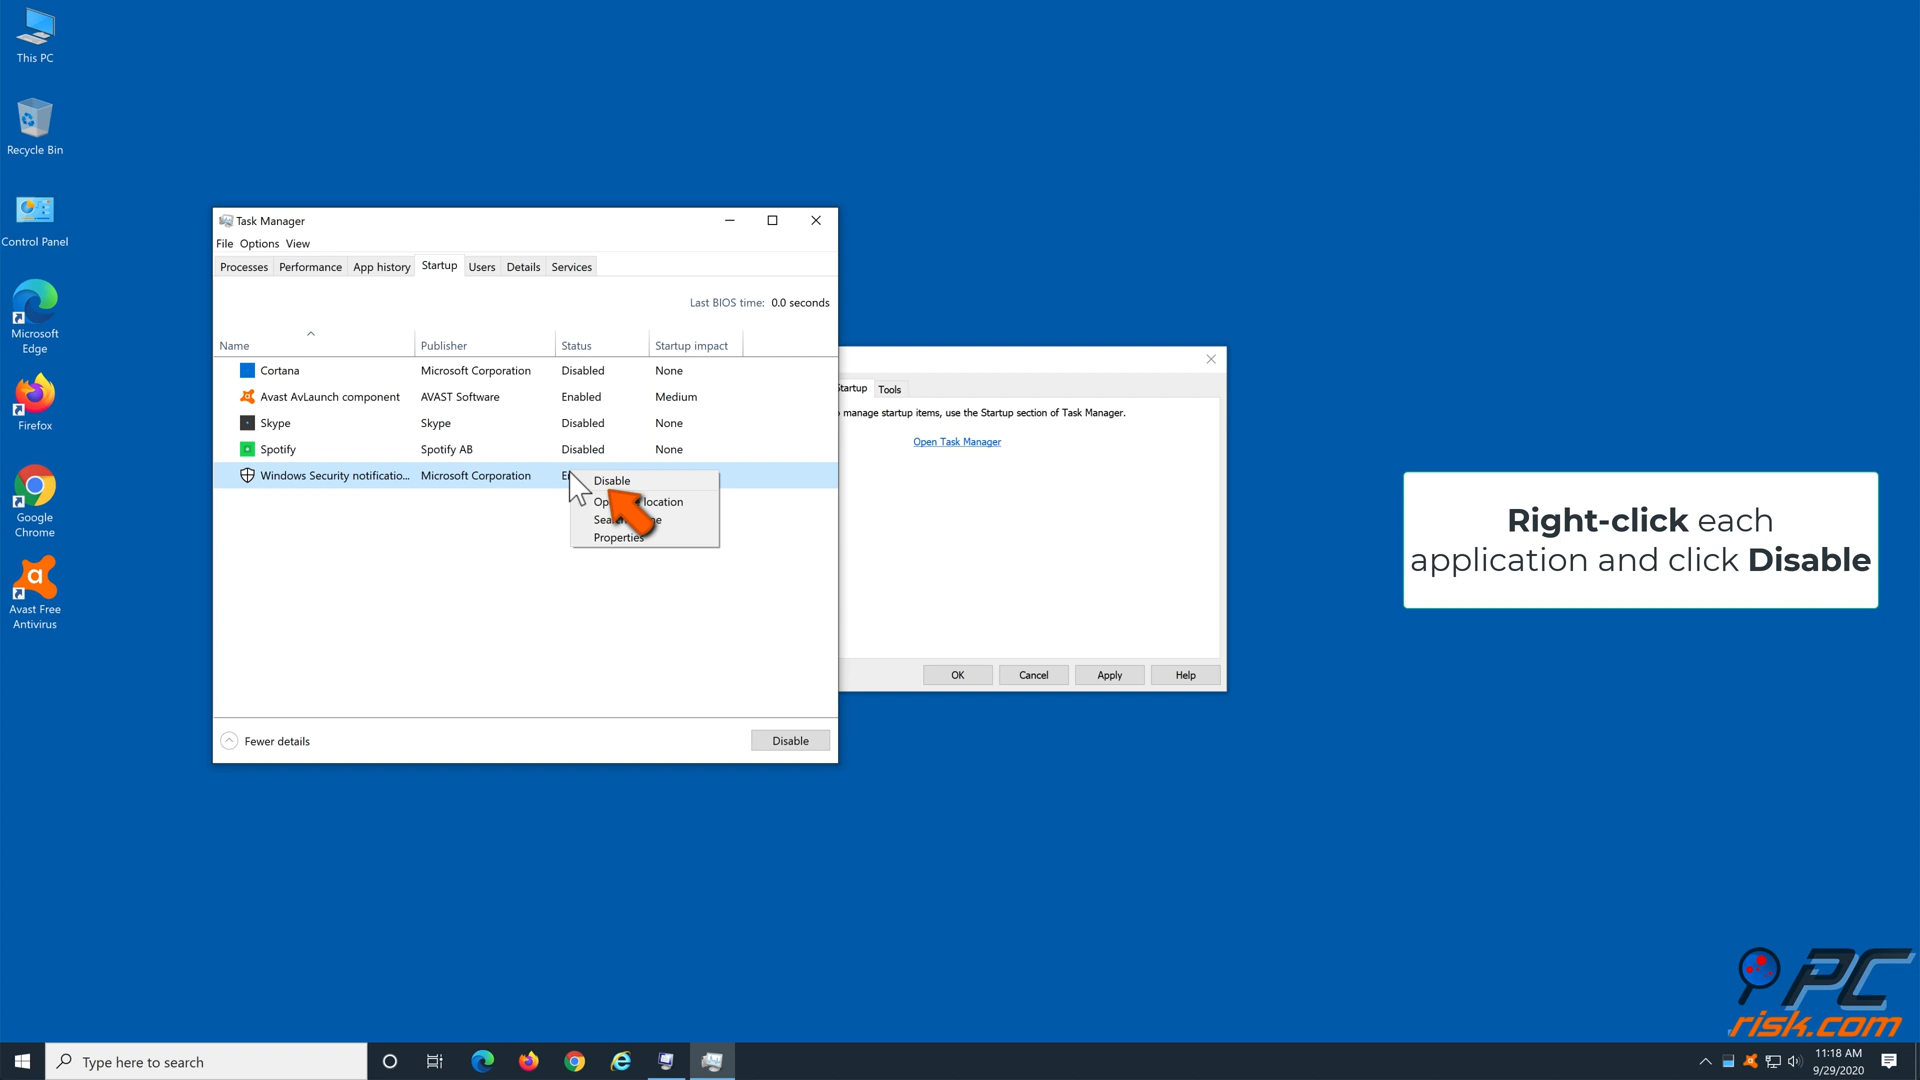 This PC
Recycle Bin
Control Panel
Microsoft
Edge
Firefox
Google
Chrome
Avast Free
Antivirus
Task Manager
File Options View
Processes Performance App history Startup Users Details Services
Last BIOS time: 0.0 seconds
Name Publisher Status Startup impact
Cortana Microsoft Corporation Disabled None
Avast AvLaunch component AVAST Software Enabled Medium
Skype Skype Disabled None
Spotify Spotify AB Disabled None
Windows Security notificatio... Microsoft Corporation
Disable
location
Properties
Fewer details Disable
Startup Tools
manage startup items, use the Startup section of Task Manager.
Open Task Manager
OK Cancel Apply Help
Right-click each
application and click Disable
PC
risk.com
Type here to search
11:18 AM
9/29/2020